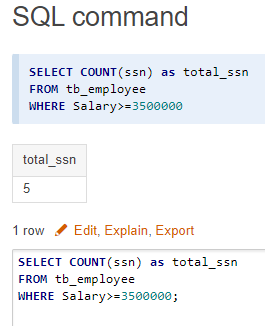 SQL command
SELECT COUNT(ssn) as total_ssn
FROM tb_employee
WHERE Salary>=3500000
total_ssn
5
1 row Edit, Explain, Export
SELECT COUNT(ssn) as total_ssn
FROM tb_employee
WHERE Salary>=3500000;